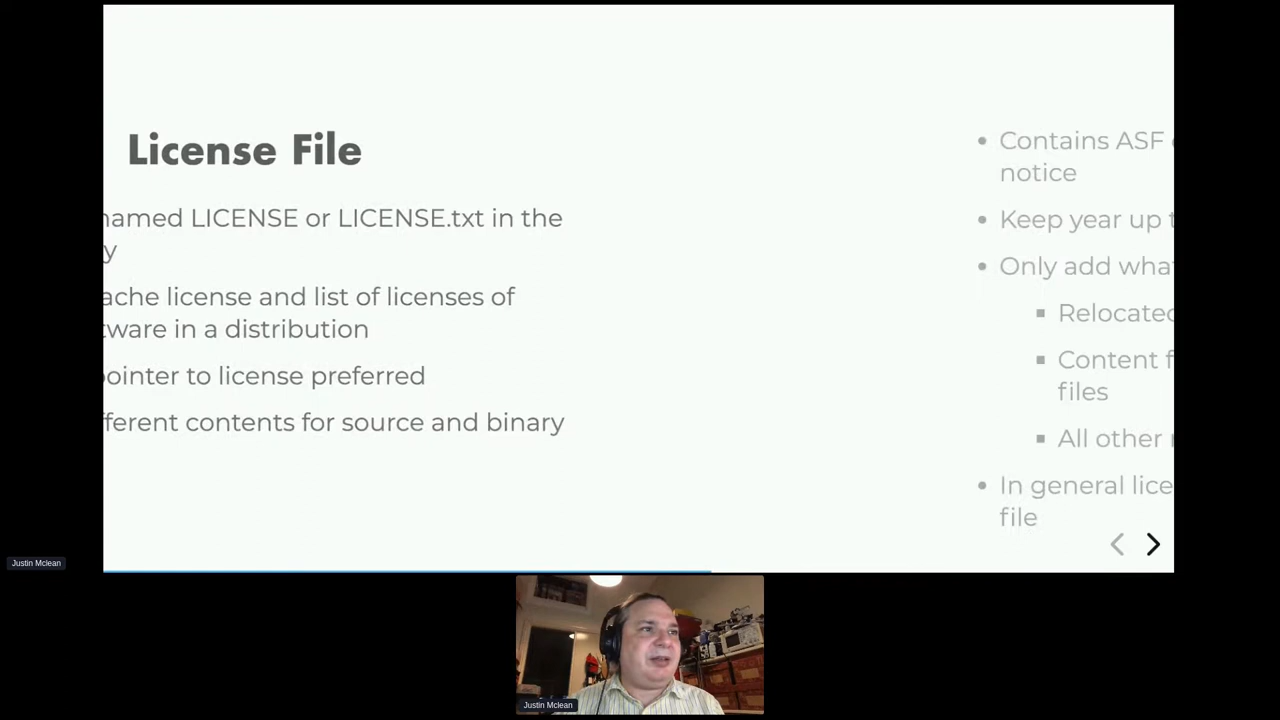 License File
named LICENSE or LICENSE.txt in the
y
ache license and list of licenses of
tware in a distribution
pointer to license preferred
fferent contents for source and binary
Contains ASF
notice
Keep year up
Only add what
Relocated
Content f
files
All other
In general lice
file
Justin Mclean
Justin Mclean